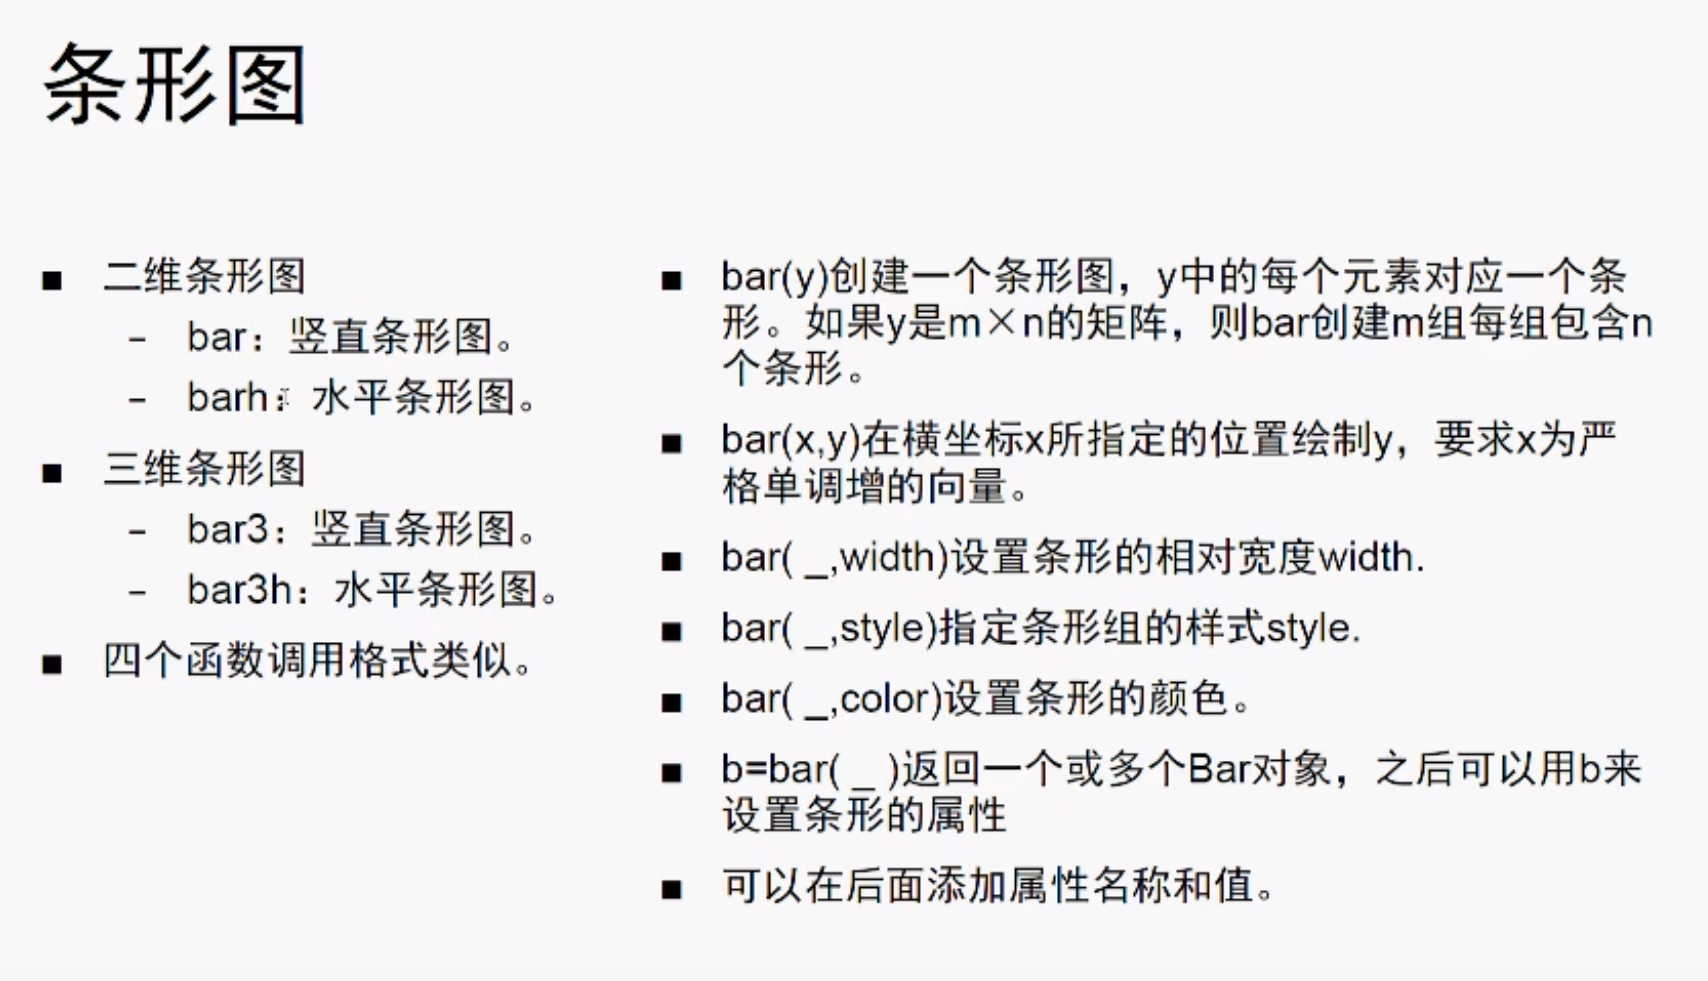 条形图
■ 二维条形图
– bar：竖直条形图。
– barh：水平条形图。
■ 三维条形图
– bar3：竖直条形图。
– bar3h：水平条形图。
■ 四个函数调用格式类似。
■ bar(y)创建一个条形图，y中的每个元素对应一个条
形。如果y是m×n的矩阵，则bar创建m组每组包含n
个条形。
■ bar(x,y)在横坐标x所指定的位置绘制y，要求x为严
格单调增的向量。
■ bar( _,width)设置条形的相对宽度width.
■ bar( _,style)指定条形组的样式style.
■ bar( _,color)设置条形的颜色。
■ b=bar( _ )返回一个或多个Bar对象，之后可以用b来
设置条形的属性
■ 可以在后面添加属性名称和值。